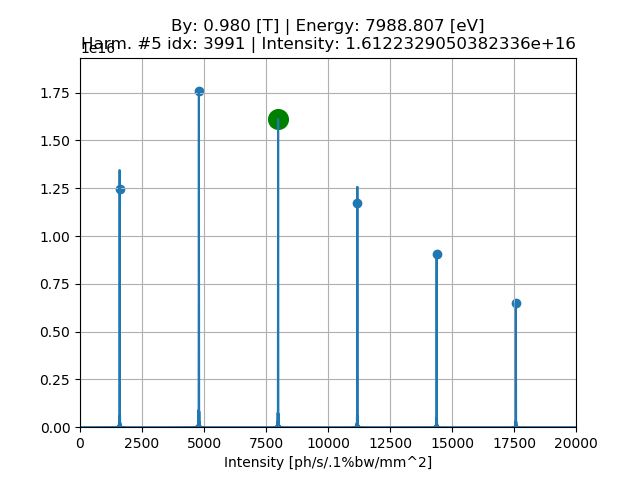 By: 0.980 [T] | Energy: 7988.807 [eV]
Harm. #5 idx: 3991 | Intensity: 1.6122329050382336e+16
1e16
1.75
1.50
1.25
1.00
0.75
0.50
0.25
0.00
0 2500 5000 7500 10000 12500 15000 17500 20000
Intensity [ph/s/.1%bw/mm^2]